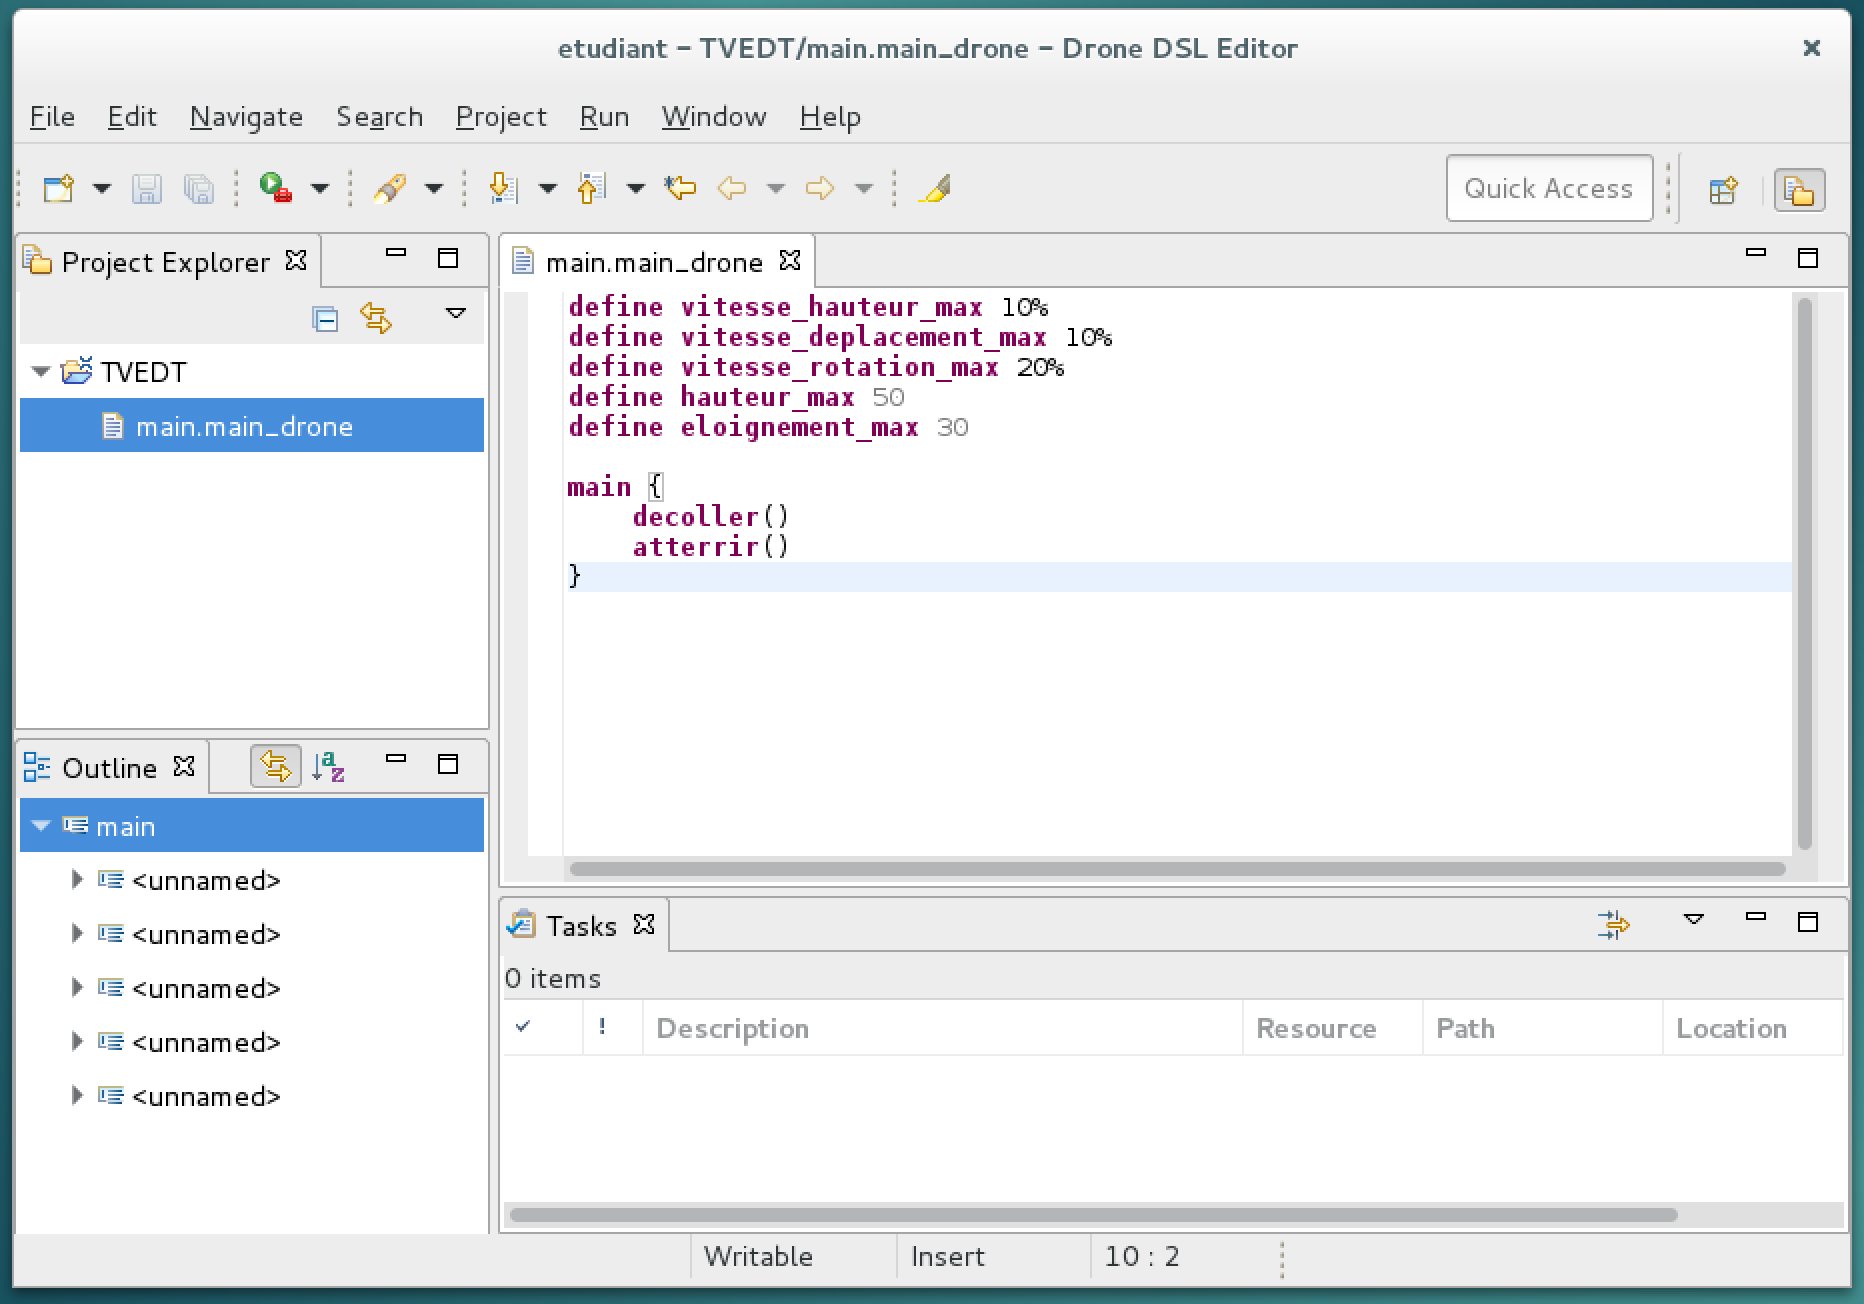 etudiant – TVEDT/main.main_drone – Drone DSL Editor
File Edit Navigate Search Project Run Window Help
Quick Access
Project Explorer
TVEDT
main.main_drone
main.main_drone
define vitesse_hauteur_max 10%
define vitesse_deplacement_max 10%
define vitesse_rotation_max 20%
define hauteur_max 50
define eloignement_max 30
main {
decoller()
atterrir()
}
Outline
main
<unnamed>
<unnamed>
<unnamed>
<unnamed>
<unnamed>
Tasks
0 items
! Description Resource Path Location
Writable Insert 10 : 2